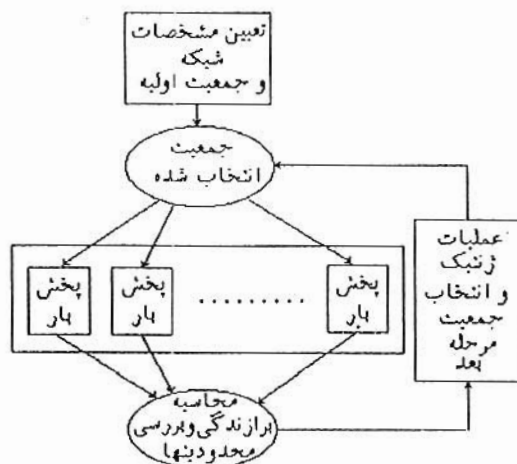 تعیین مشخصات
شبکه
و جمعیت اولیه
جمعیت
انتخاب شده
پخش
بار
پخش
بار
.........
پخش
بار
عملیات
ژنتیک
و انتخاب
جمعیت
مرحله
بعد
محاسبه
برازندگی و بررسی
محدودیتها